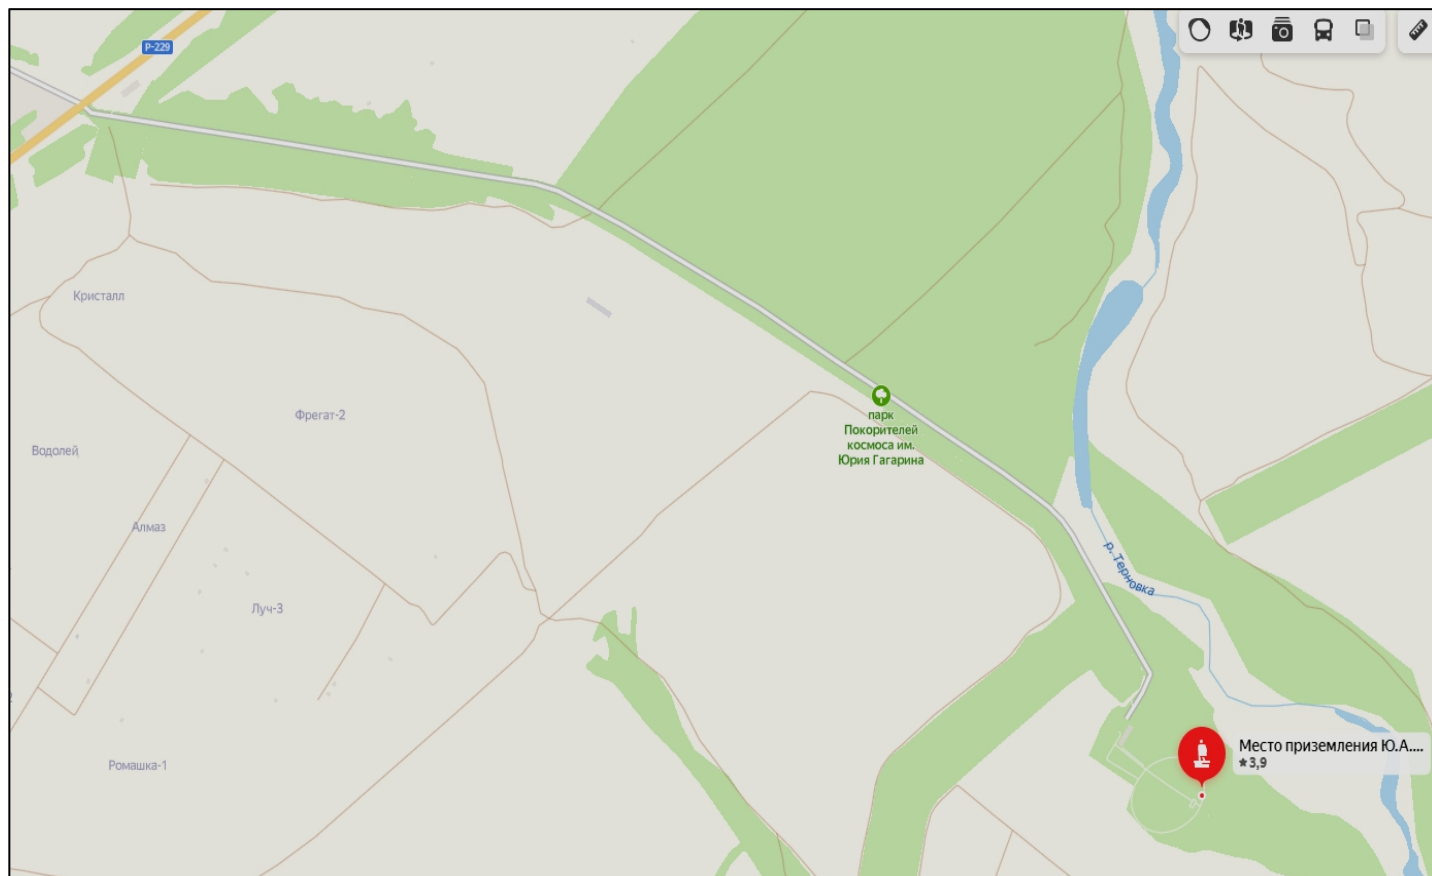 Р-229
Кристалл
Фрегат-2
Водолей
парк
Покорителей
космоса им.
Юрия Гагарина
Алмаз
р. Терновка
Луч-3
Место приземления Ю.А....
3,9
Ромашка-1